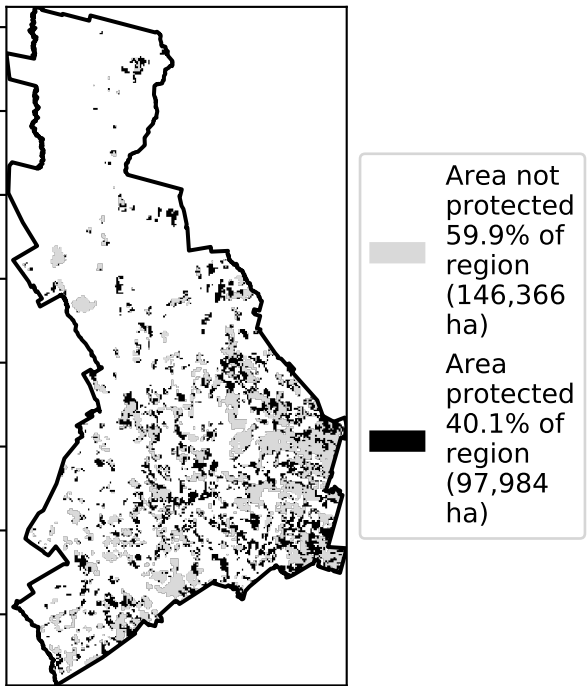 Area not
protected
59.9% of
region
(146,366
ha)
Area
protected
40.1% of
region
(97,984
ha)